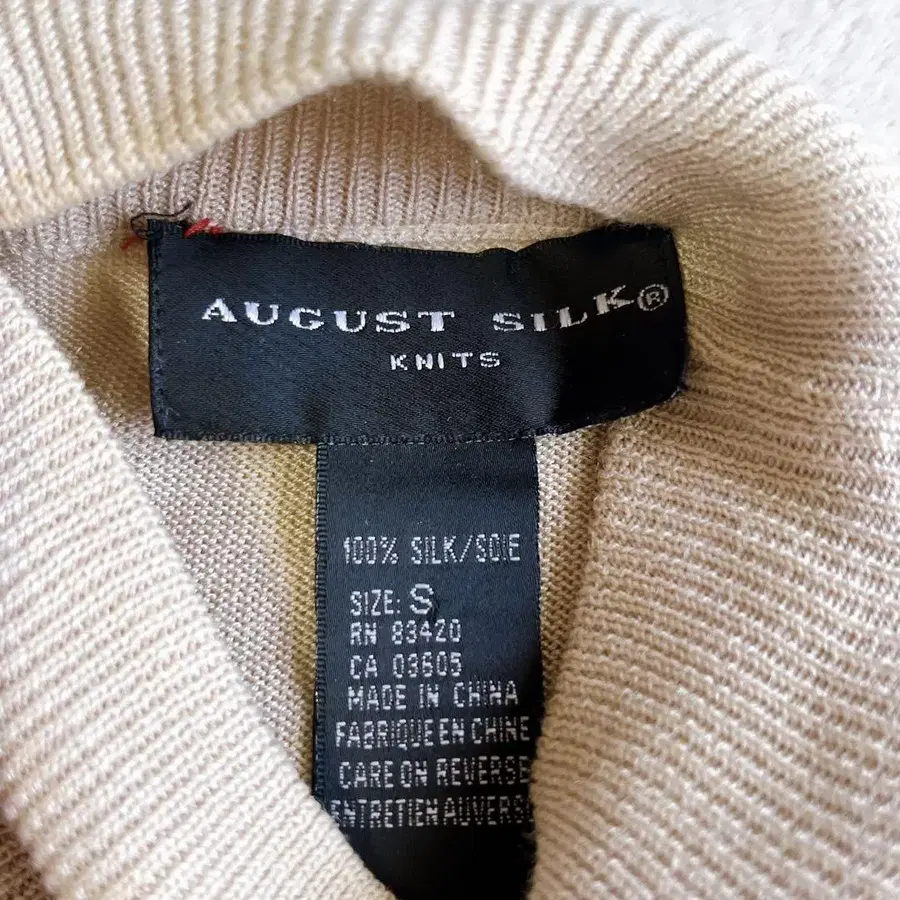 AUGUST SILK®
KNITS
100% SILK/SOIE
SIZE: S
RN 83420
CA 03605
MADE IN CHINA
FABRIQUE EN CHINE
CARE ON REVERSE
ENTRETIEN AU VERSO